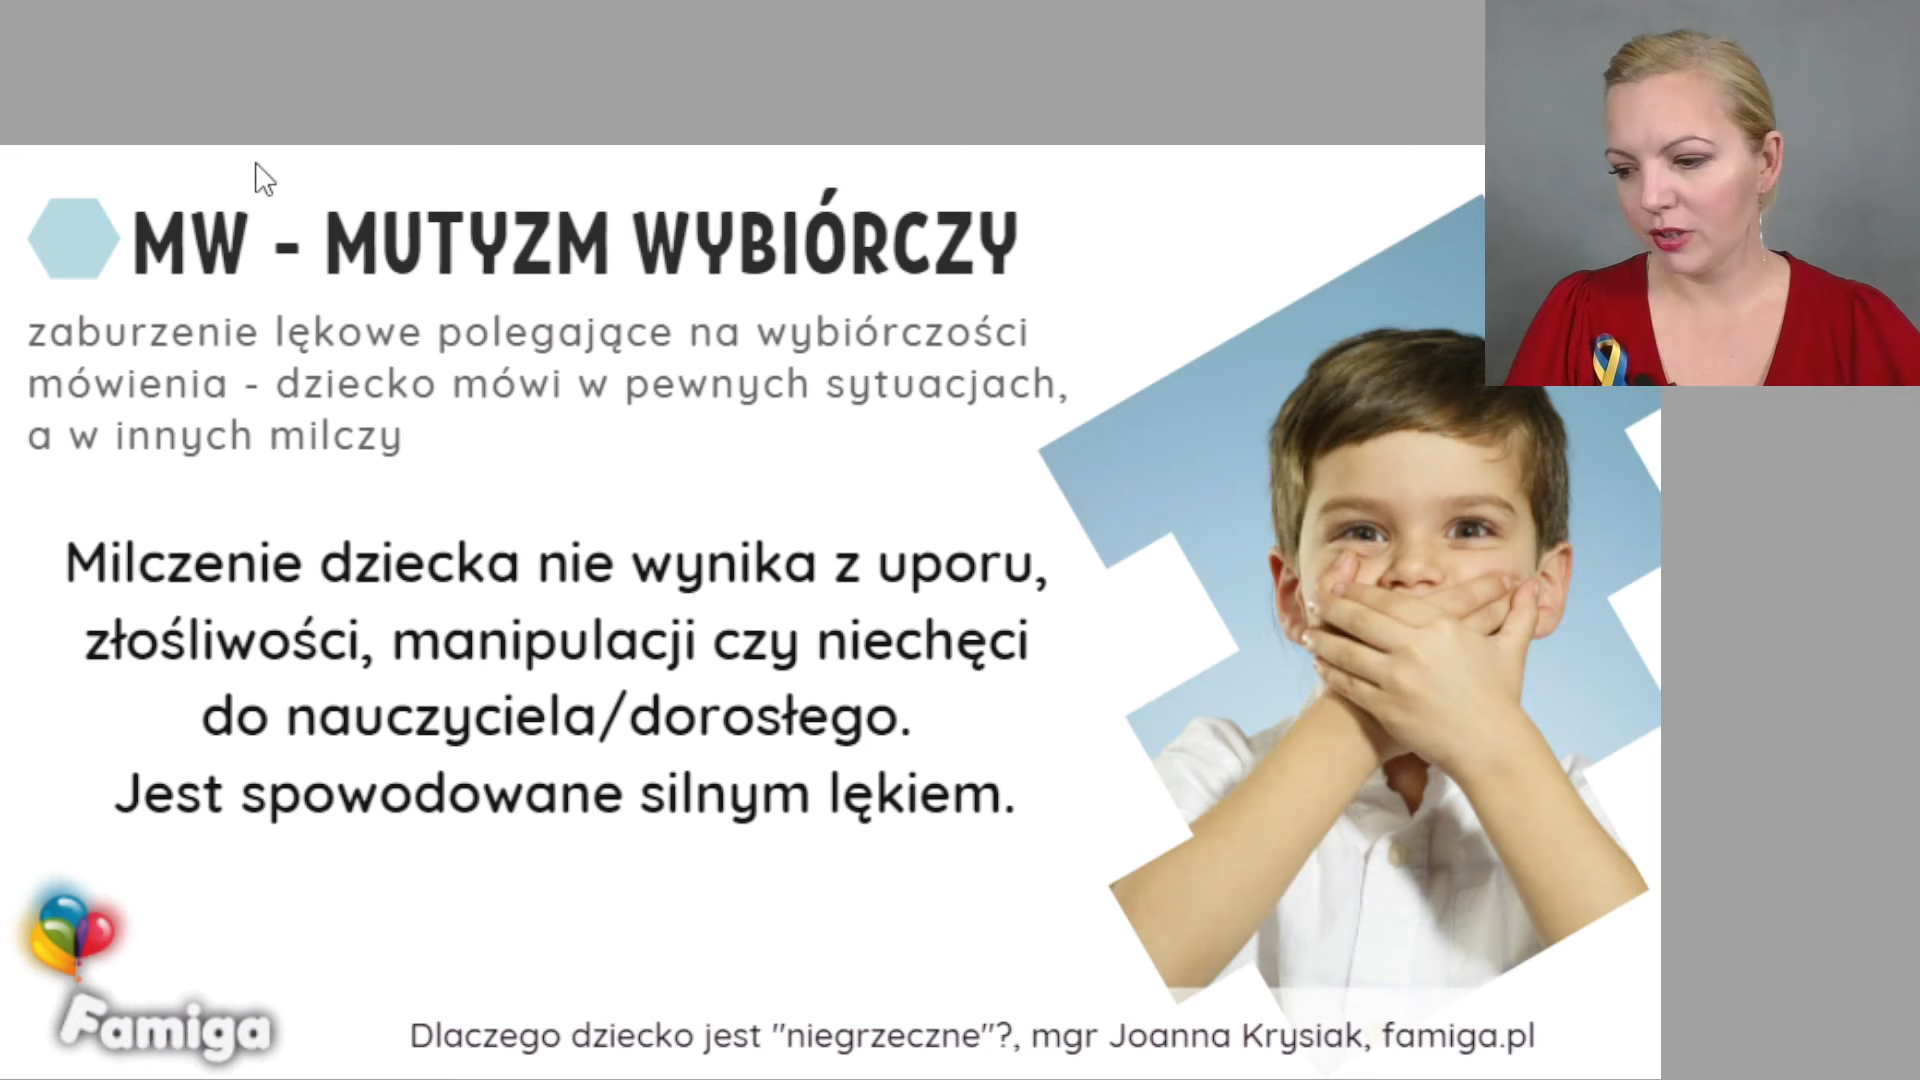 MW - MUTYZM WYBIÓRCZY
zaburzenie lękowe polegające na wybiórczości
mówienia - dziecko mówi w pewnych sytuacjach,
a w innych milczy
Milczenie dziecka nie wynika z uporu,
złośliwości, manipulacji czy niechęci
do nauczyciela/dorosłego.
Jest spowodowane silnym lękiem.
Famiga
Dlaczego dziecko jest "niegrzeczne"?, mgr Joanna Krysiak, famiga.pl